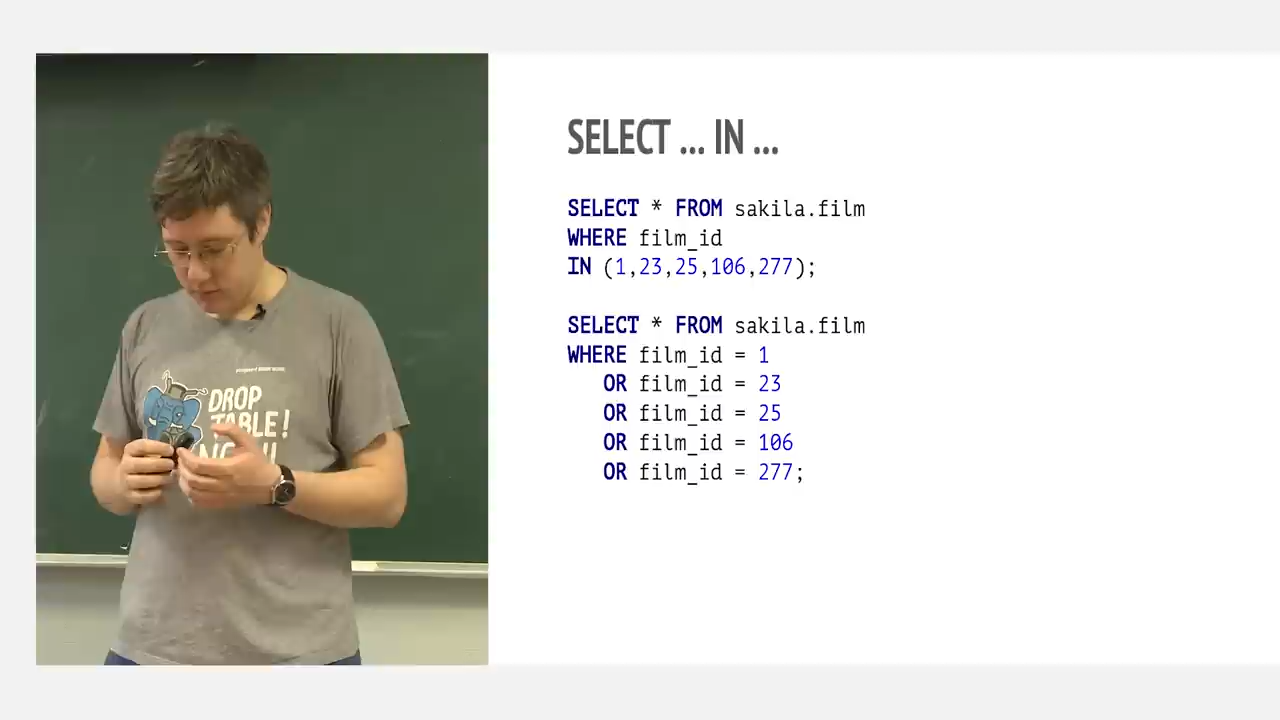 SELECT ... IN ...
SELECT * FROM sakila.film
WHERE film_id
IN (1,23,25,106,277);
SELECT * FROM sakila.film
WHERE film_id = 1
OR film_id = 23
OR film_id = 25
OR film_id = 106
OR film_id = 277;
DROP
TABLE!